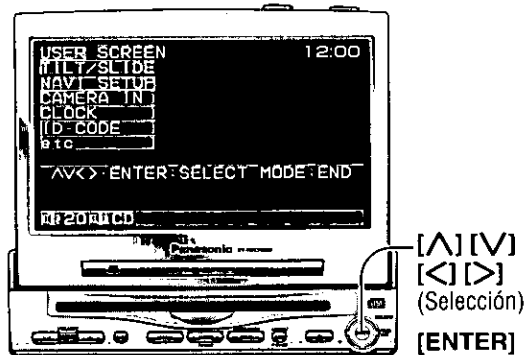 USER SCREEN 12:00
TILT/SLIDE
NAVI SETUP
CAMERA IN
CLOCK
ID-CODE
etc
∧∨<>:ENTER:SELECT MODE:END
20 CD
Panasonic
[∧] [∨]
[<] [>]
(Selección)
[ENTER]